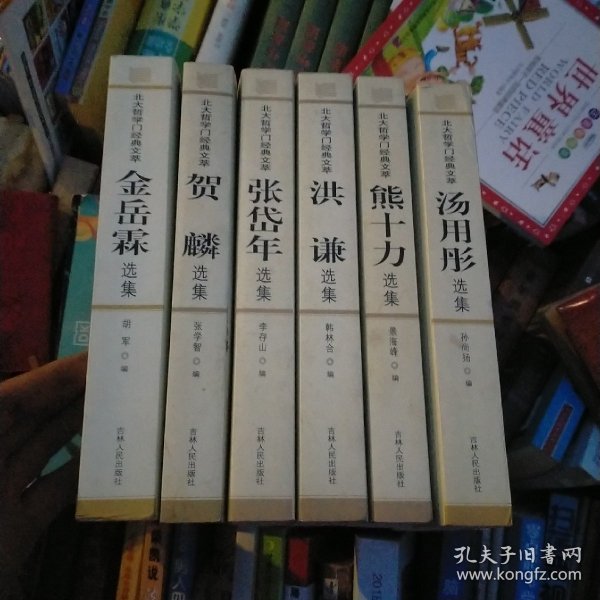 北大哲学门经典文萃
金岳霖
选集
胡军◎编
吉林人民出版社
北大哲学门经典文萃
贺麟
选集
张学智◎编
吉林人民出版社
北大哲学门经典文萃
张岱年
选集
李存山◎编
吉林人民出版社
北大哲学门经典文萃
洪谦
选集
韩林合◎编
吉林人民出版社
北大哲学门经典文萃
熊十力
选集
景海峰◎编
吉林人民出版社
北大哲学门经典文萃
汤用彤
选集
孙尚扬◎编
吉林人民出版社
世界童话
WORLD FAIRY
孔夫子旧书网
www.kongfz.com